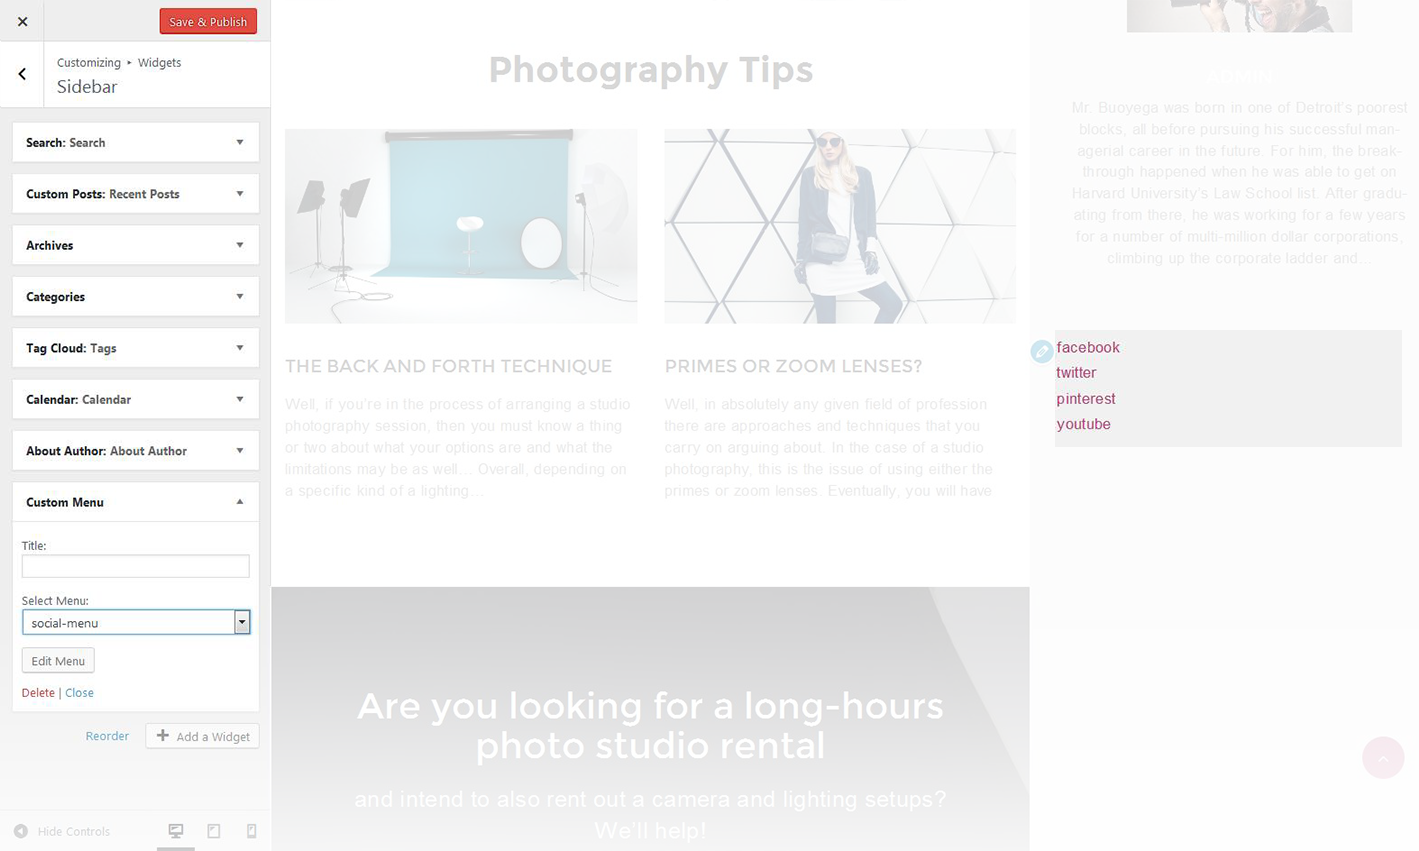 Save & Publish
Customizing ▸ Widgets
Sidebar
Search: Search
Custom Posts: Recent Posts
Archives
Categories
Tag Cloud: Tags
Calendar: Calendar
About Author: About Author
Custom Menu
Title:
Select Menu:
social-menu
Edit Menu
Delete | Close
Reorder
Add a Widget
Hide Controls
Photography Tips
THE BACK AND FORTH TECHNIQUE
Well, if you're in the process of arranging a studio
photography session, then you must know a thing
or two about what your options are and what the
limitations may be as well... Overall, depending on
a specific kind of a lighting...
PRIMES OR ZOOM LENSES?
Well, in absolutely any given field of profession
there are approaches and techniques that you
carry on arguing about. In the case of a studio
photography, this is the issue of using either the
primes or zoom lenses. Eventually, you will have
Are you looking for a long-hours
photo studio rental
and intend to also rent out a camera and lighting setups?
We'll help!
Mr. Buoyega was born in one of Detroit's poorest
blocks, all before pursuing his successful man-
agerial career in the future. For him, the break-
through happened when he was able to get on
Harvard University's Law School list. After gradu-
ating from there, he was working for a few years
for a number of multi-million dollar corporations,
climbing up the corporate ladder and...
facebook
twitter
pinterest
youtube